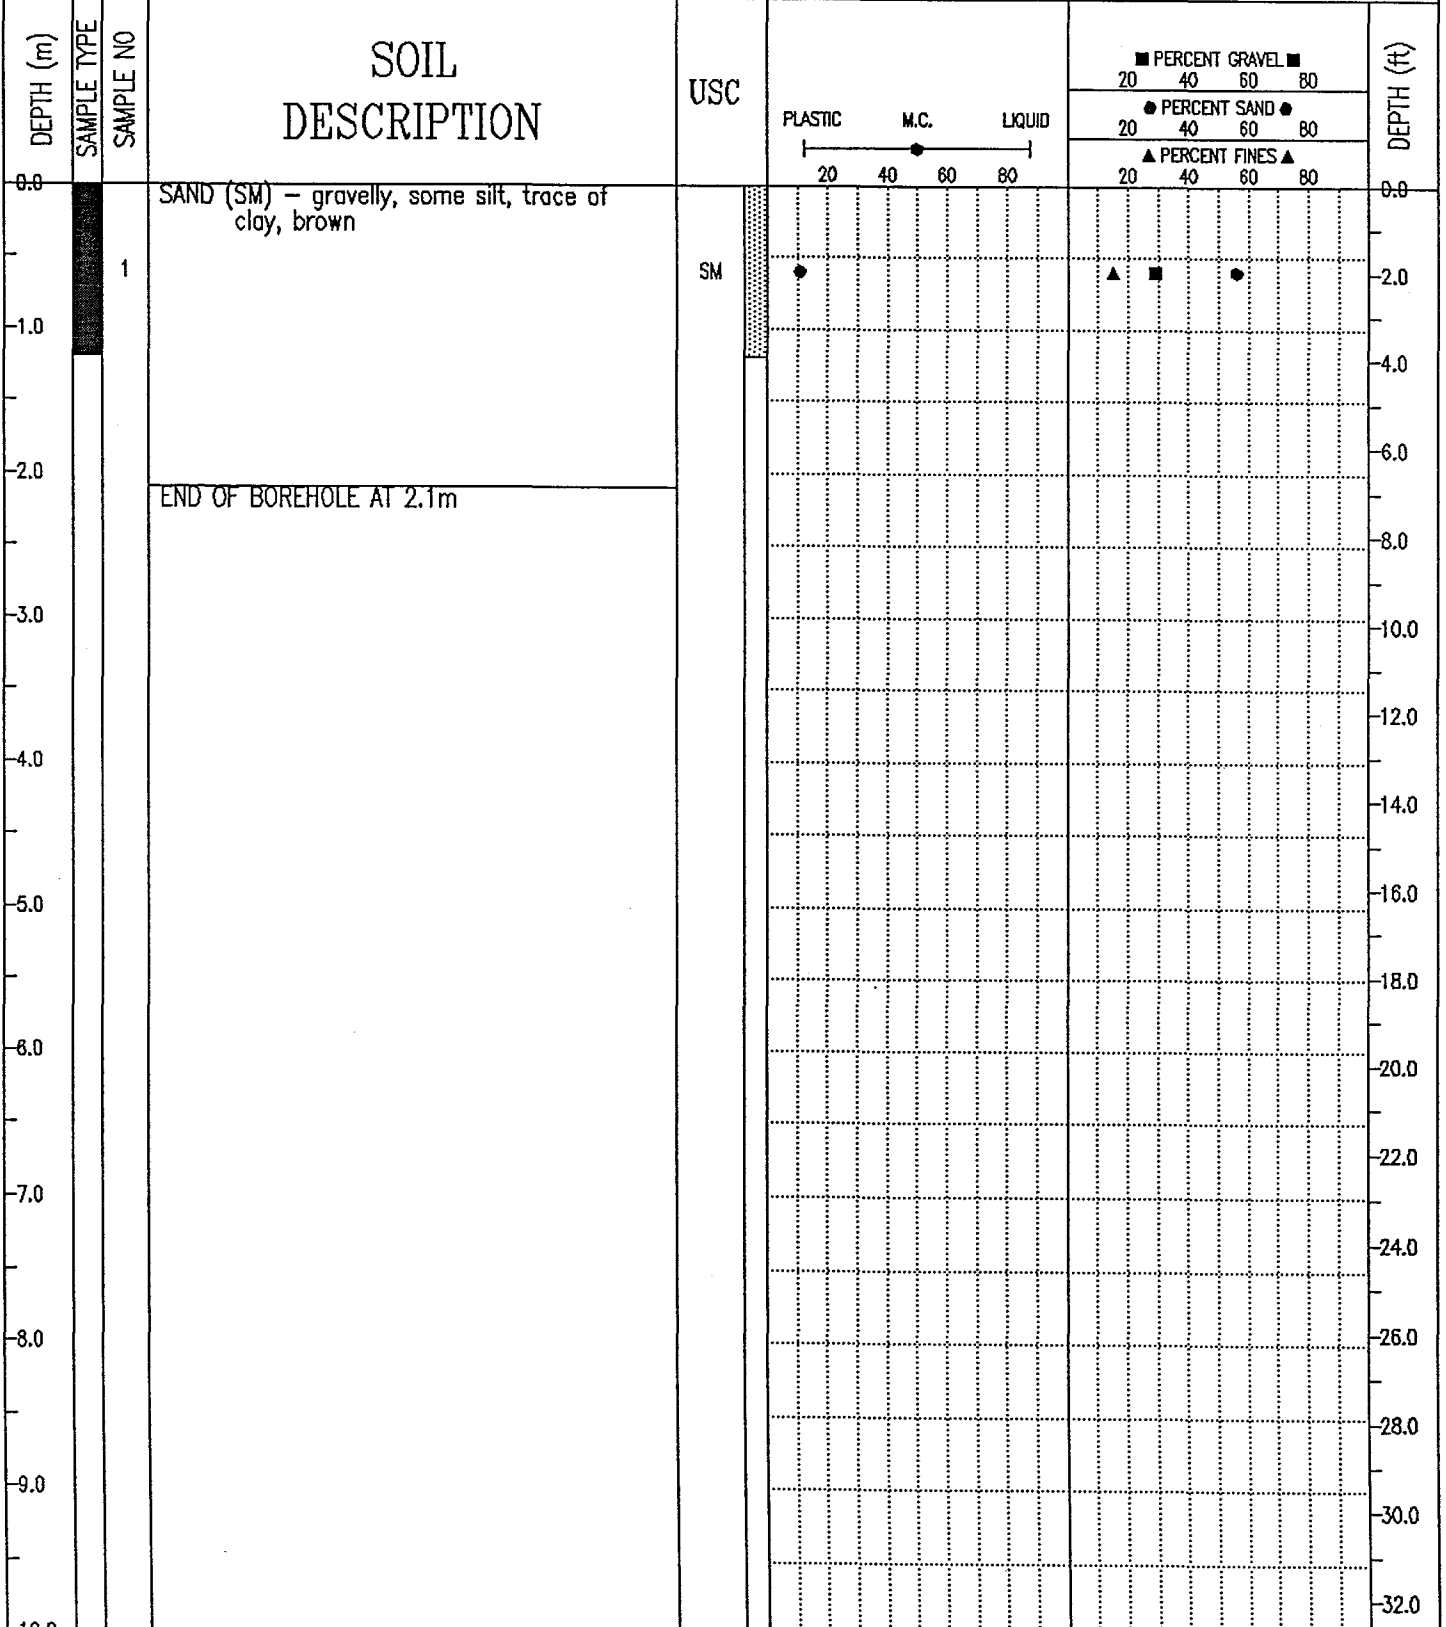 DEPTH (m)
SAMPLE TYPE
SAMPLE NO
SOIL
DESCRIPTION
USC
PLASTIC M.C. LIQUID
20 40 60 80
■ PERCENT GRAVEL ■
20 40 60 80
● PERCENT SAND ●
20 40 60 80
▲ PERCENT FINES ▲
20 40 60 80
DEPTH (ft)
0.0
SAND (SM) – gravelly, some silt, trace of
clay, brown
0.0
1
SM
2.0
1.0
4.0
6.0
2.0
END OF BOREHOLE AT 2.1m
8.0
3.0
10.0
12.0
4.0
14.0
16.0
5.0
18.0
6.0
20.0
22.0
7.0
24.0
8.0
26.0
28.0
9.0
30.0
32.0